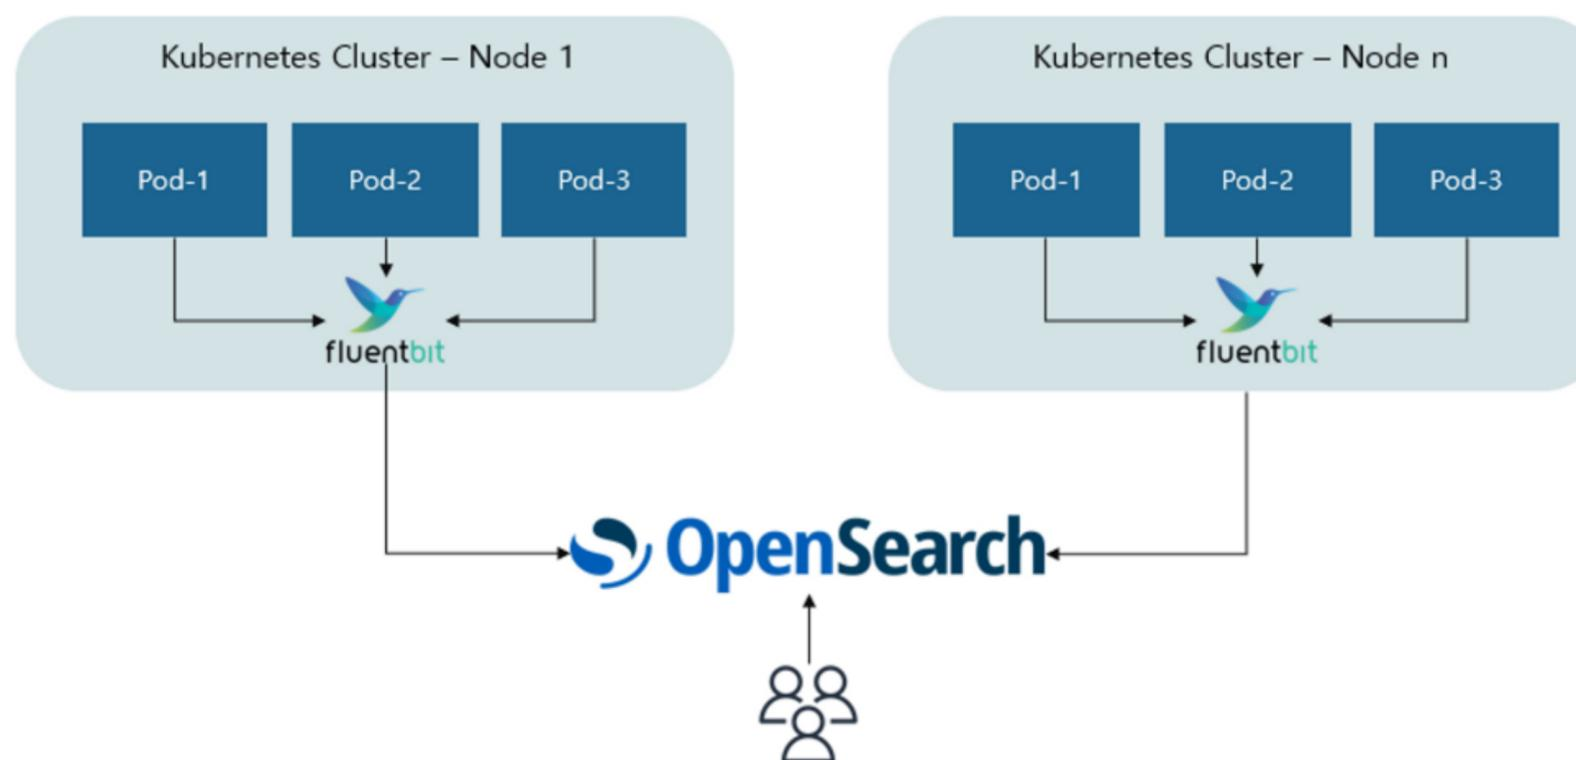 Kubernetes Cluster – Node 1
Pod-1
Pod-2
Pod-3
fluentbit
Kubernetes Cluster – Node n
Pod-1
Pod-2
Pod-3
fluentbit
OpenSearch